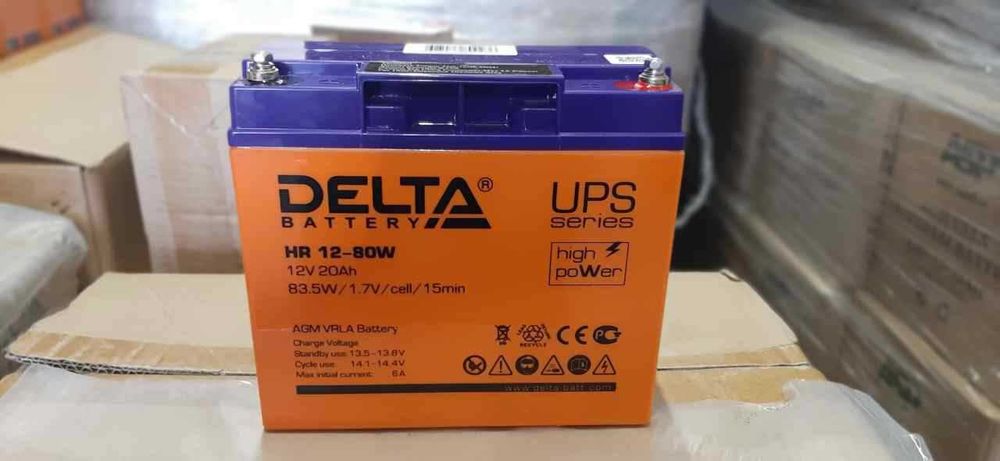 DELTA®
BATTERY
UPS
series
HR 12-80W
12V 20Ah
83.5W/1.7V/cell/15min
high
poWer
AGM VRLA Battery
Charge Voltage
Standby use: 13.5-13.8V
Cycle use: 14.1-14.4V
Max initial current: 6A
RECYCLE
CE
www.delta-batt.com